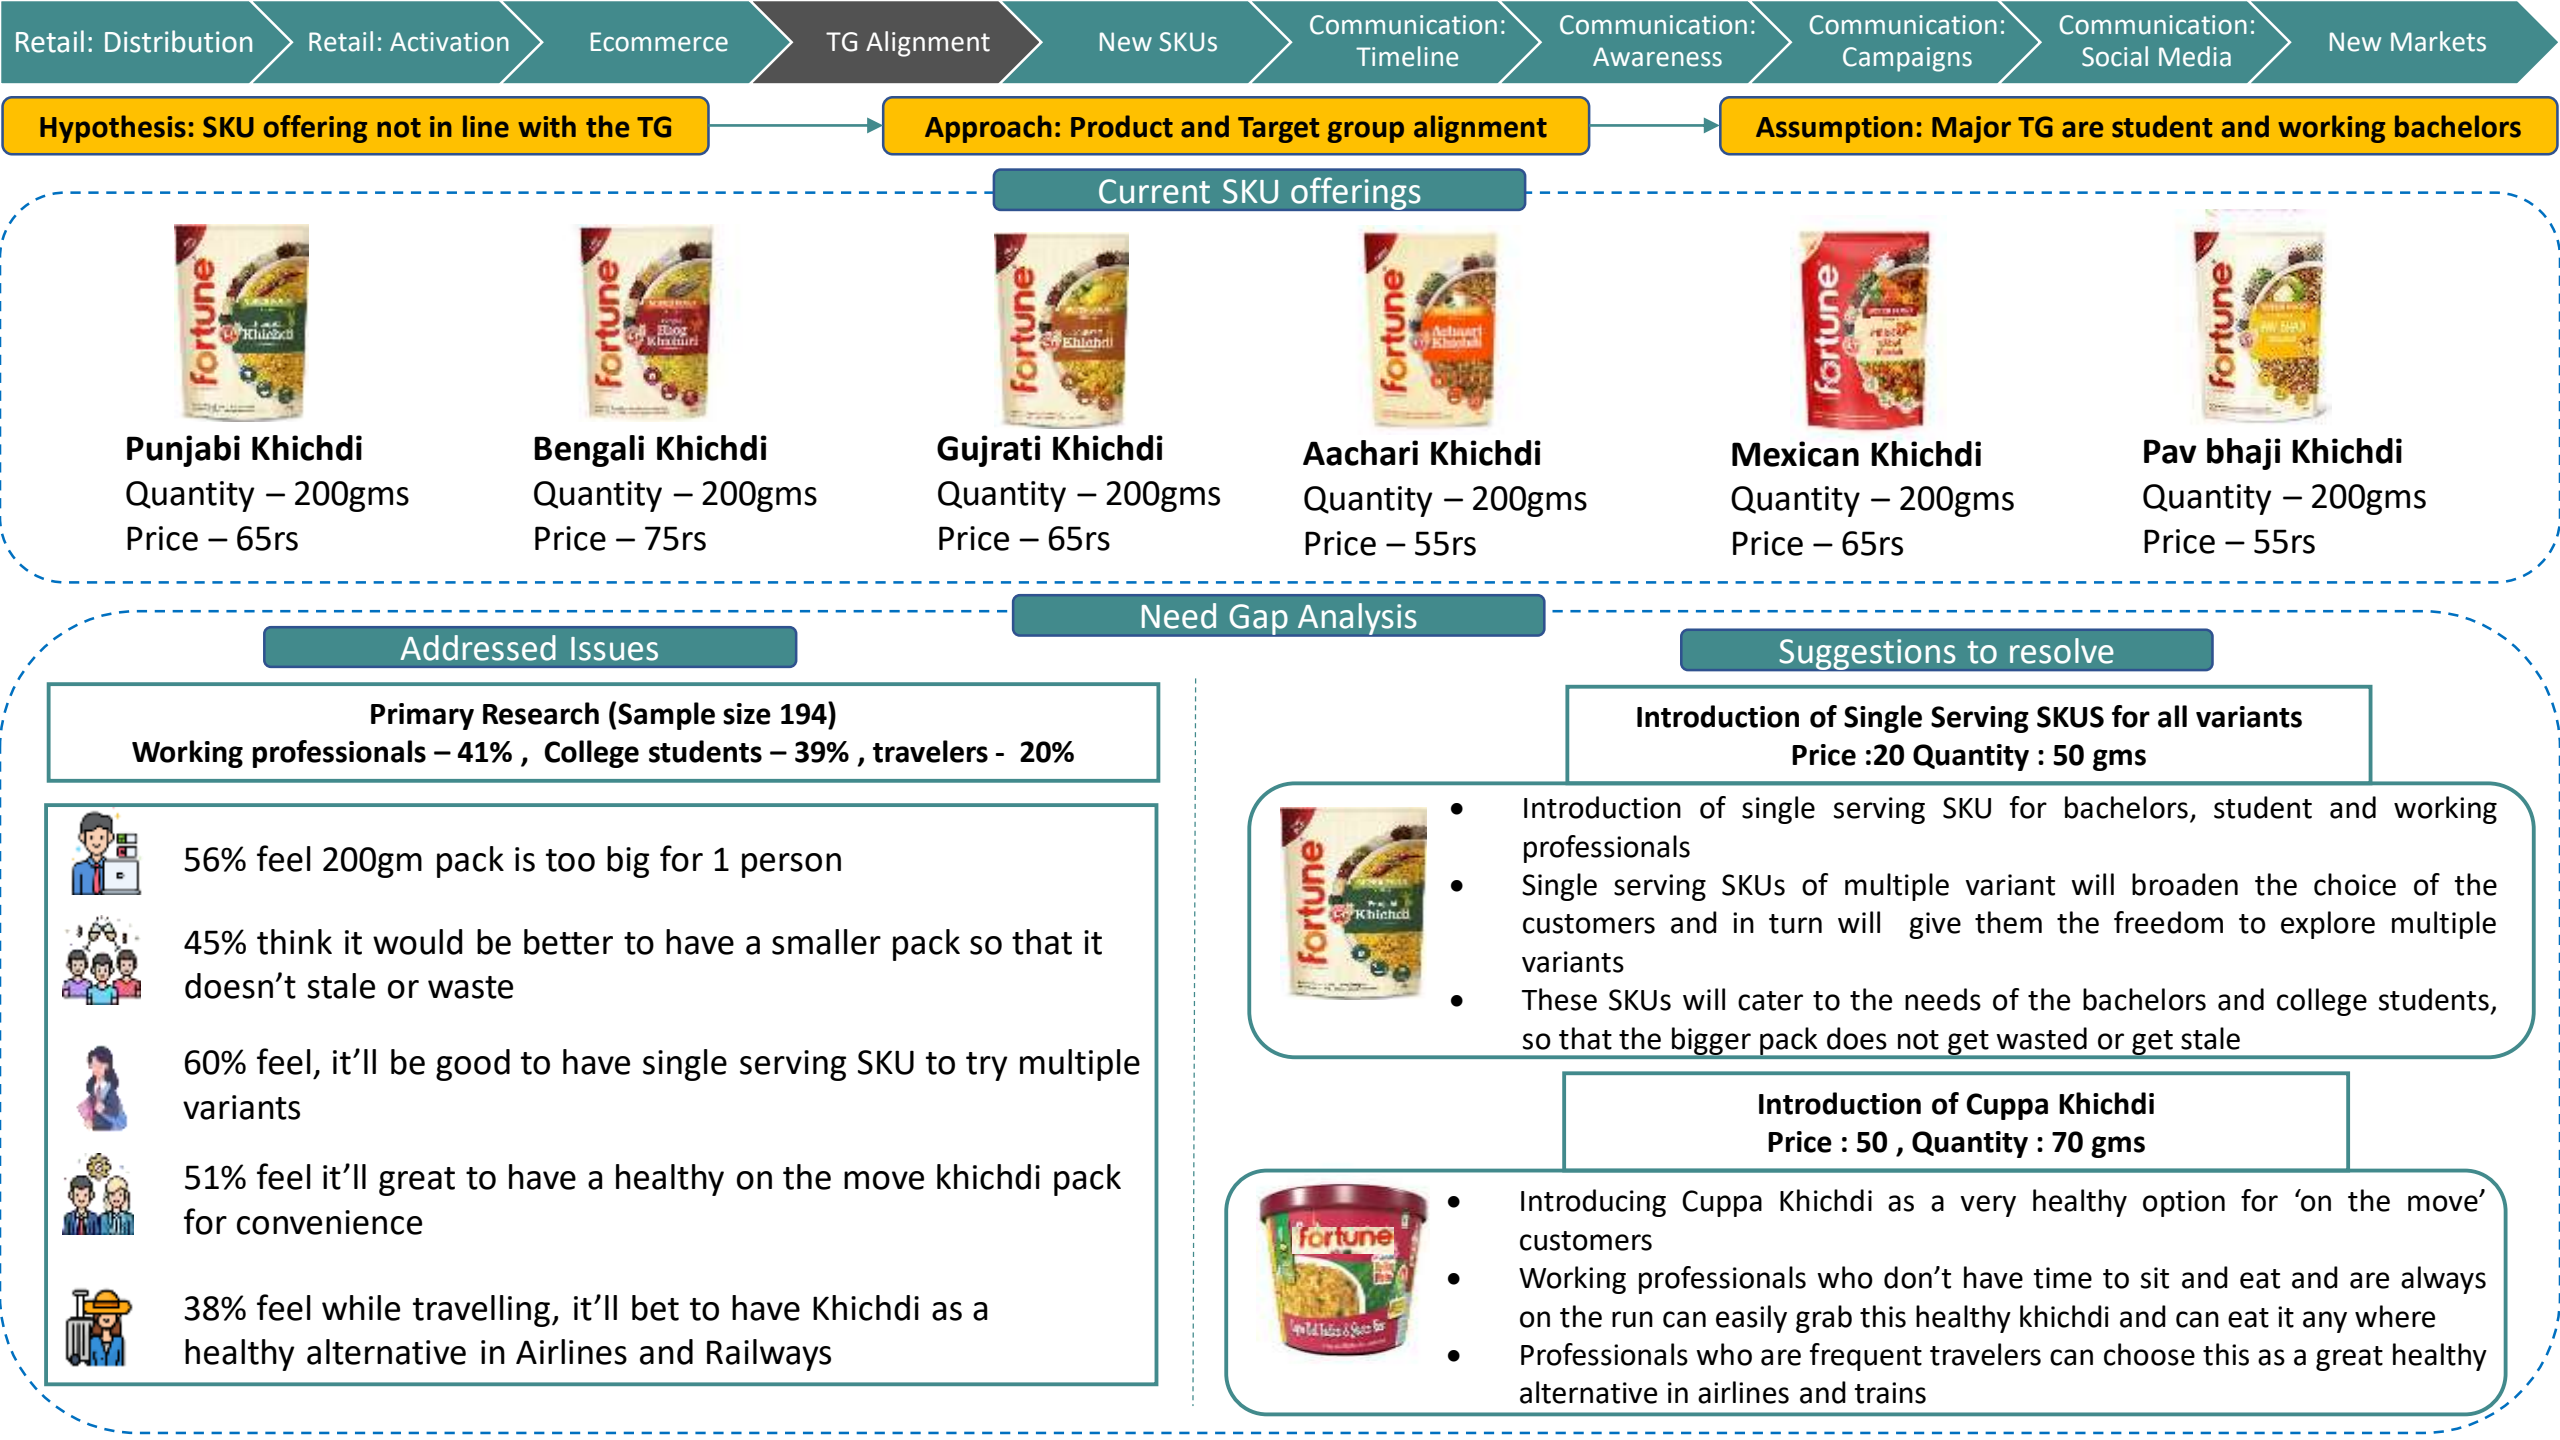 Retail: Distribution
Retail: Activation
Ecommerce
TG Alignment
New SKUs
Communication:
Timeline
Communication:
Awareness
Communication:
Campaigns
Communication:
Social Media
New Markets
Hypothesis: SKU offering not in line with the TG
Approach: Product and Target group alignment
Assumption: Major TG are student and working bachelors
Current SKU offerings
fortune
Khichdi
fortune
Khichdi
fortune
Aachari
Khichdi
fortune
fortune
fortune
Punjabi Khichdi
Quantity – 200gms
Price – 65rs
Bengali Khichdi
Quantity – 200gms
Price – 75rs
Gujrati Khichdi
Quantity – 200gms
Price – 65rs
Aachari Khichdi
Quantity – 200gms
Price – 55rs
Mexican Khichdi
Quantity – 200gms
Price – 65rs
Pav bhaji Khichdi
Quantity – 200gms
Price – 55rs
Need Gap Analysis
Addressed Issues
Primary Research (Sample size 194)
Working professionals – 41% , College students – 39% , travelers - 20%
56% feel 200gm pack is too big for 1 person
45% think it would be better to have a smaller pack so that it
doesn’t stale or waste
60% feel, it’ll be good to have single serving SKU to try multiple
variants
51% feel it’ll great to have a healthy on the move khichdi pack
for convenience
38% feel while travelling, it’ll bet to have Khichdi as a
healthy alternative in Airlines and Railways
Suggestions to resolve
Introduction of Single Serving SKUS for all variants
Price :20 Quantity : 50 gms
fortune
Khichdi
• Introduction of single serving SKU for bachelors, student and working
professionals
• Single serving SKUs of multiple variant will broaden the choice of the
customers and in turn will give them the freedom to explore multiple
variants
• These SKUs will cater to the needs of the bachelors and college students,
so that the bigger pack does not get wasted or get stale
Introduction of Cuppa Khichdi
Price : 50 , Quantity : 70 gms
fortune
• Introducing Cuppa Khichdi as a very healthy option for ‘on the move’
customers
• Working professionals who don’t have time to sit and eat and are always
on the run can easily grab this healthy khichdi and can eat it any where
• Professionals who are frequent travelers can choose this as a great healthy
alternative in airlines and trains